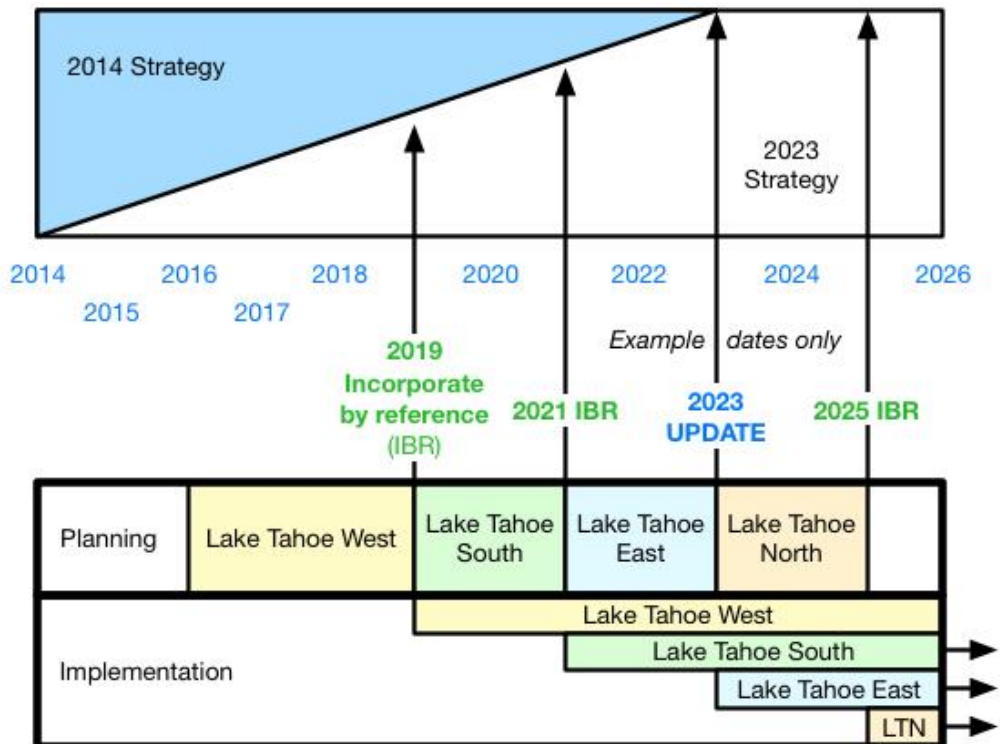 2014 Strategy
2023
Strategy
2014
2016
2018
2020
2022
2024
2026
2015
2017
Example dates only
2019
Incorporate
by reference
(IBR)
2021 IBR
2023
UPDATE
2025 IBR
Planning
Lake Tahoe West
Lake Tahoe
South
Lake Tahoe
East
Lake Tahoe
North
Implementation
Lake Tahoe West
Lake Tahoe South
Lake Tahoe East
LTN